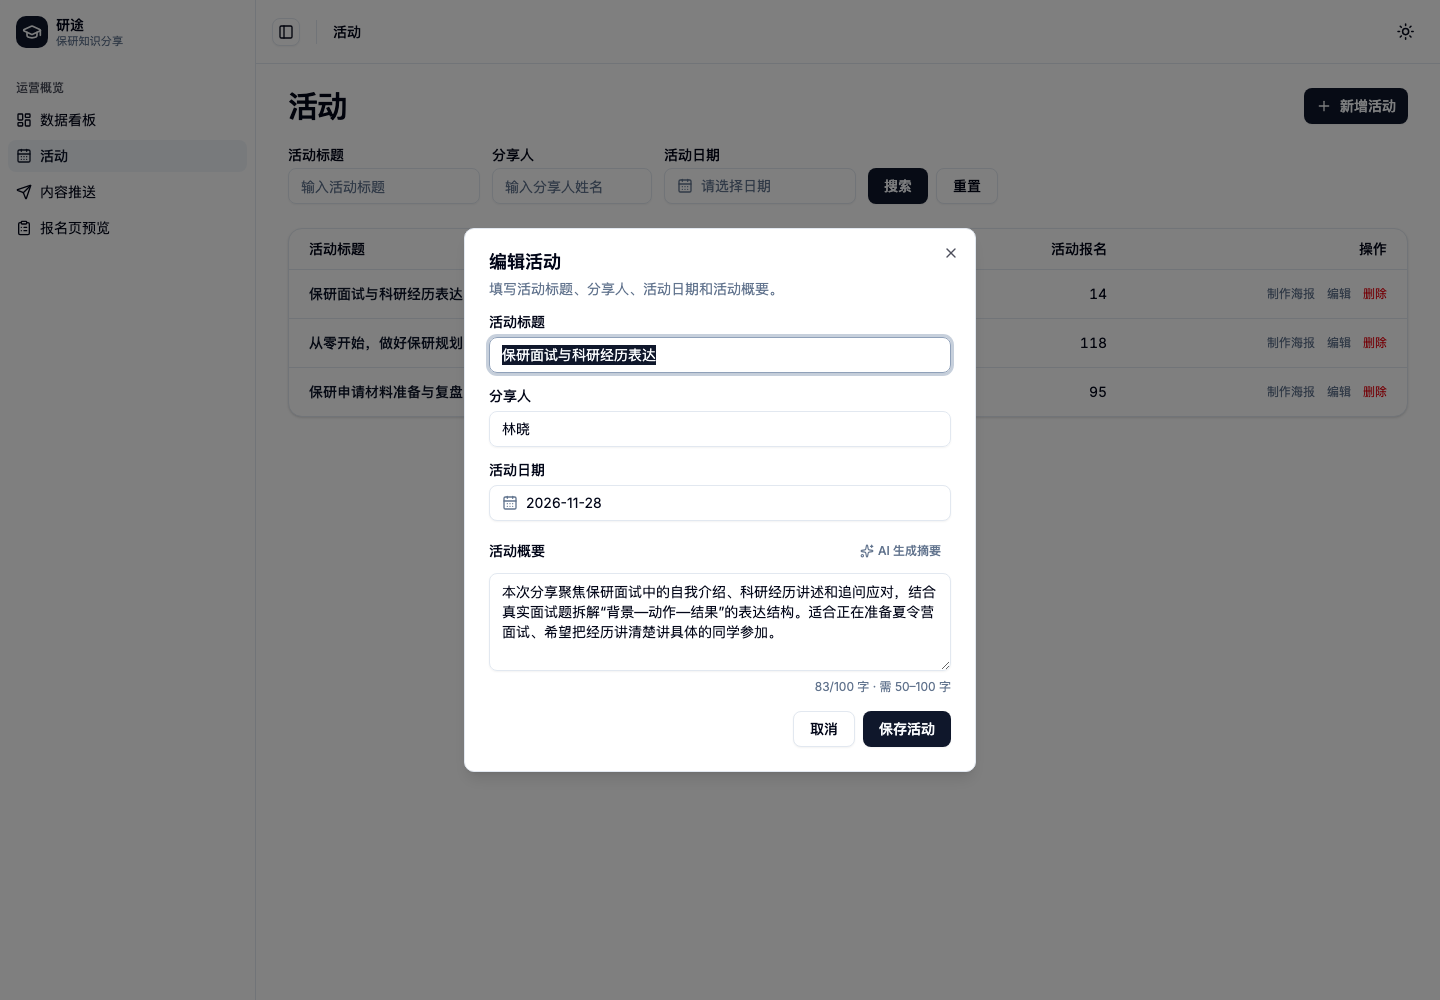 研途
保研知识分享
运营概览
数据看板
活动
内容推送
报名页预览
活动
活动
新增活动
活动标题
分享人
活动日期
输入活动标题
输入分享人姓名
请选择日期
搜索
重置
活动标题
活动报名
操作
保研面试与科研经历表达
14
制作海报 编辑 删除
从零开始，做好保研规划
118
制作海报 编辑 删除
保研申请材料准备与复盘
95
制作海报 编辑 删除
编辑活动
填写活动标题、分享人、活动日期和活动概要。
活动标题
保研面试与科研经历表达
分享人
林晓
活动日期
2026-11-28
活动概要
AI 生成摘要
本次分享聚焦保研面试中的自我介绍、科研经历讲述和追问应对，结合
真实面试题拆解“背景—动作—结果”的表达结构。适合正在准备夏令营
面试、希望把经历讲清楚讲具体的同学参加。
83/100 字 · 需 50–100 字
取消
保存活动